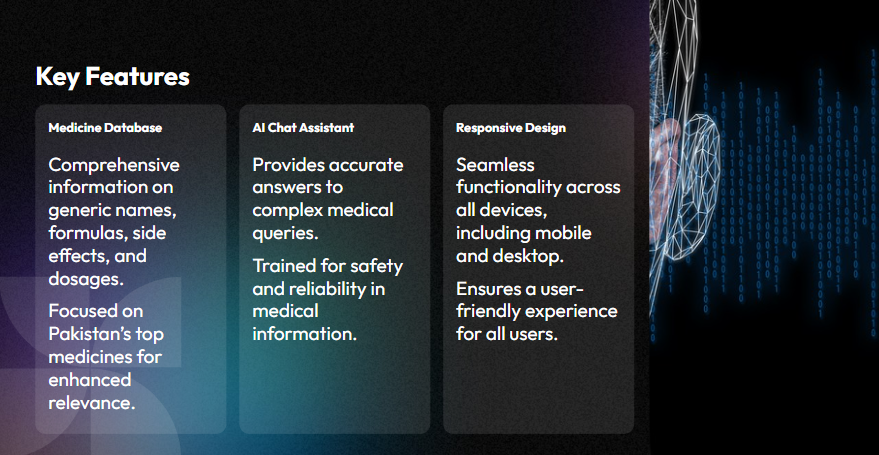 Key Features
Medicine Database
Comprehensive
information on
generic names,
formulas, side
effects, and
dosages.
Focused on
Pakistan’s top
medicines for
enhanced
relevance.
AI Chat Assistant
Provides accurate
answers to
complex medical
queries.
Trained for safety
and reliability in
medical
information.
Responsive Design
Seamless
functionality across
all devices,
including mobile
and desktop.
Ensures a user-
friendly experience
for all users.